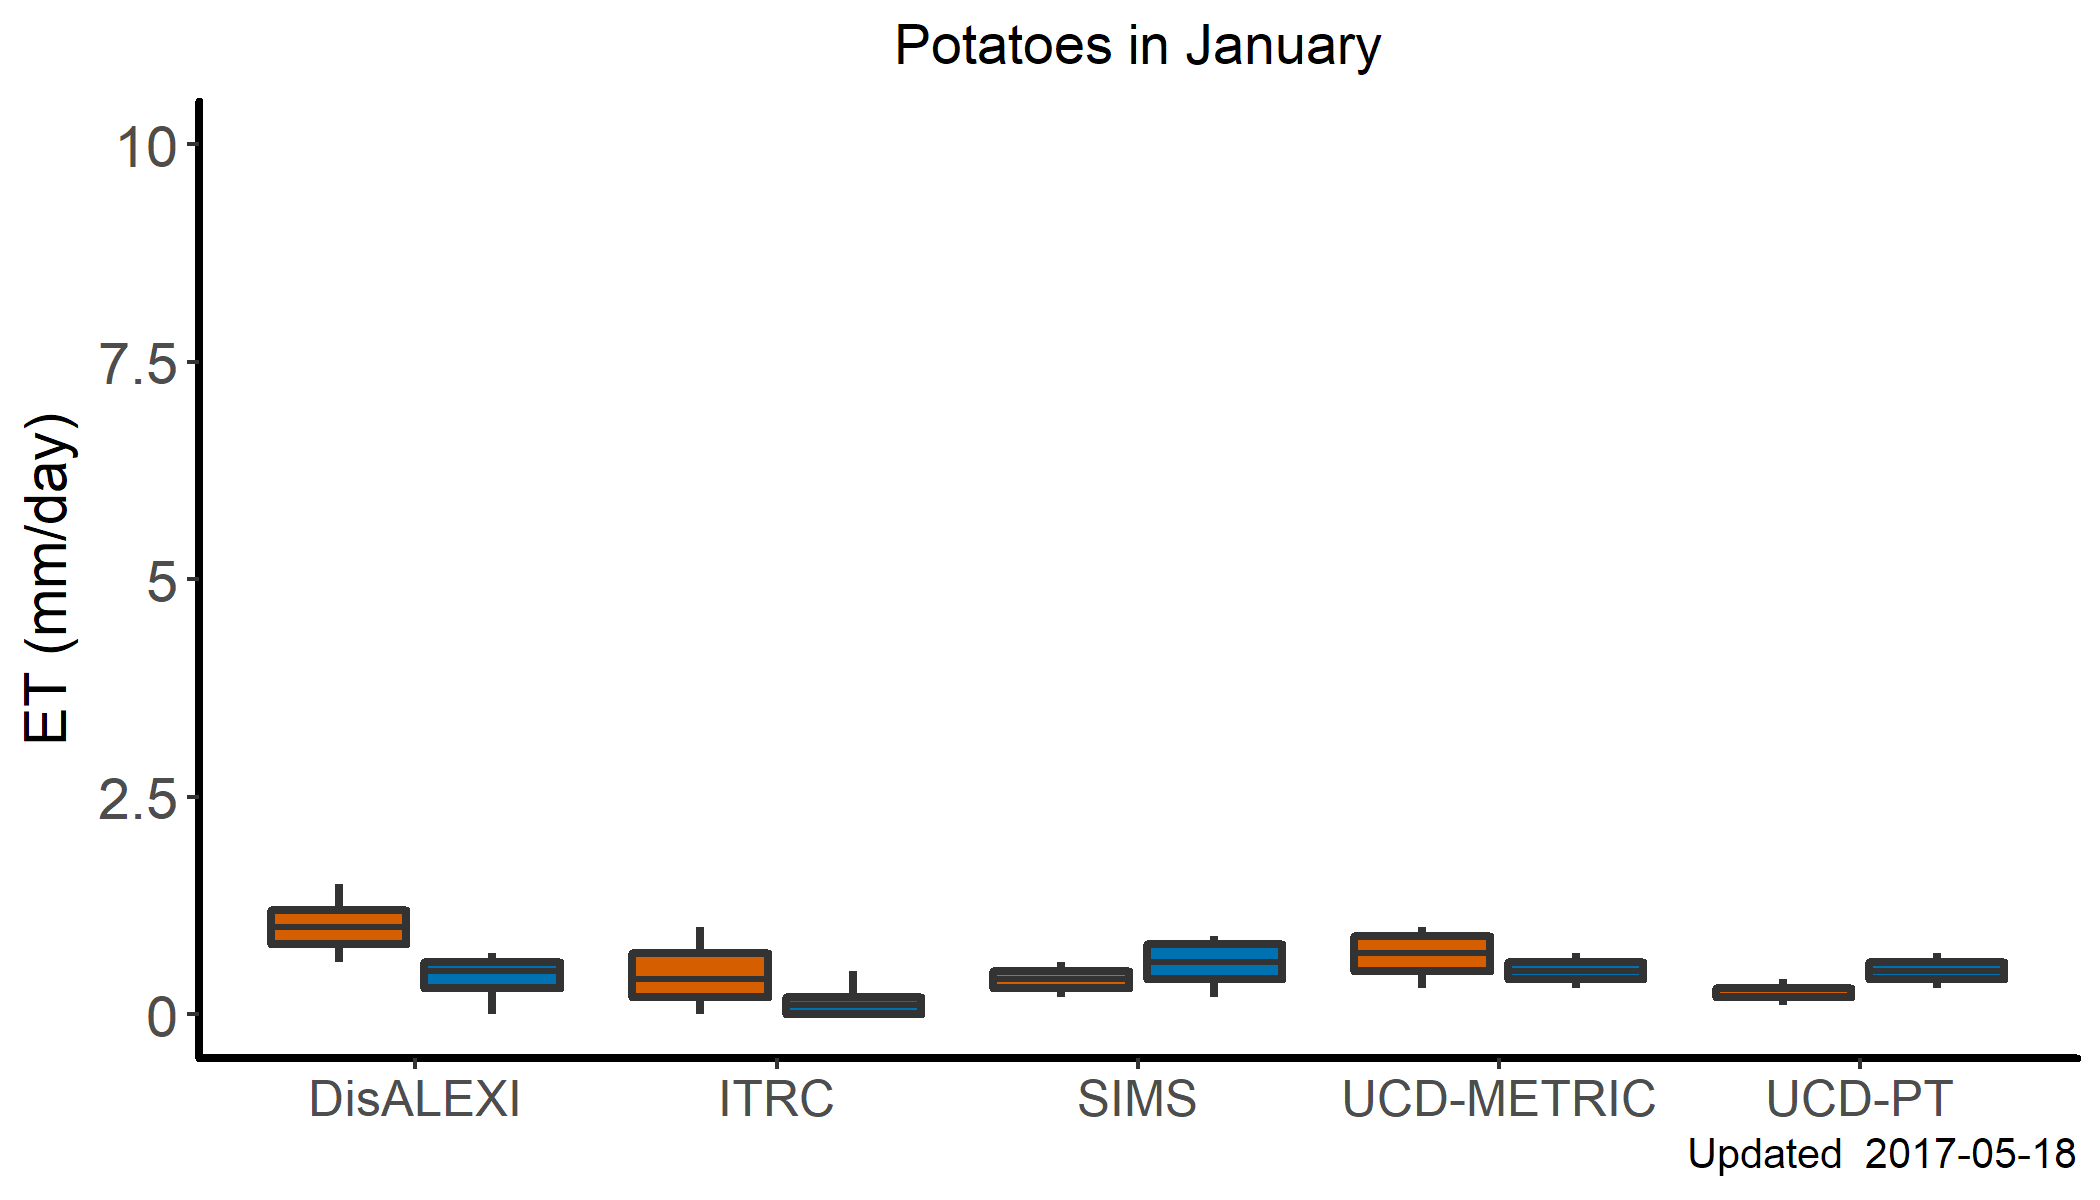 Potatoes in January
10
7.5
5
2.5
0
ET (mm/day)
DisALEXI
ITRC
SIMS
UCD-METRIC
UCD-PT
Updated  2017-05-18